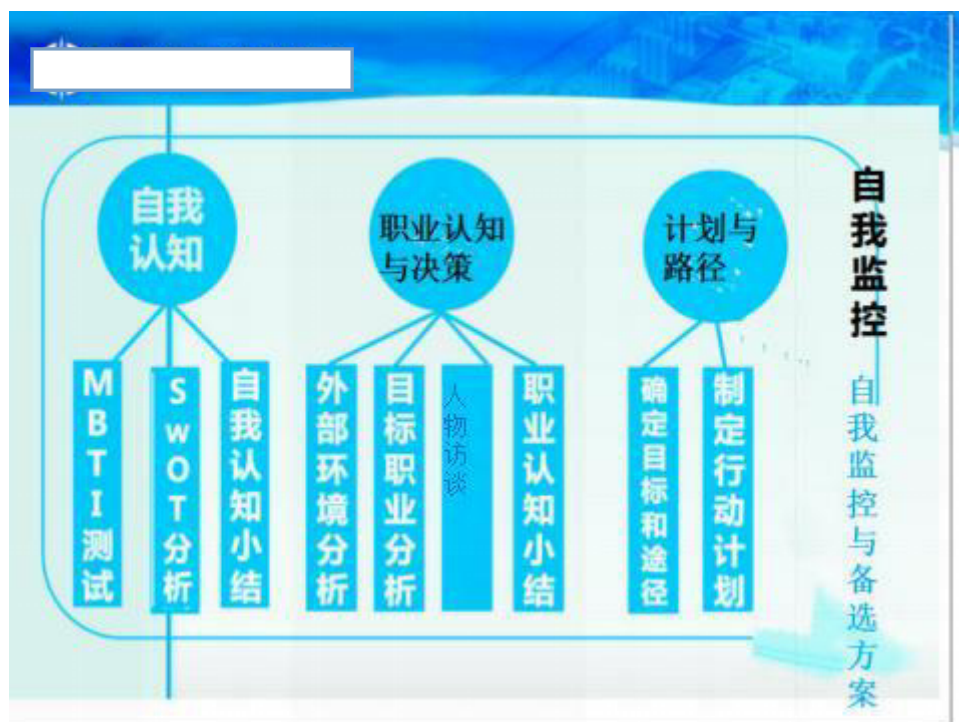 自我
认知
MBTI测试
SwOT分析
自我认知小结
职业认知
与决策
外部环境分析
目标职业分析
人物访谈
职业认知小结
计划与
路径
确定目标和途径
制定行动计划
自我监控
自我监控与备选方案